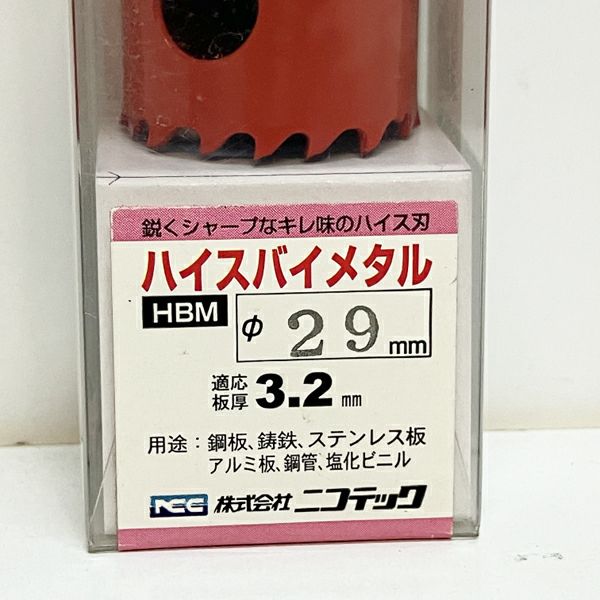 鋭くシャープなキレ味のハイス刃
ハイスバイメタル
HBM φ 29 mm
適応
板厚 3.2 mm
用途：鋼板、鋳鉄、ステンレス板
アルミ板、鋼管、塩化ビニル
株式会社 ニコテック